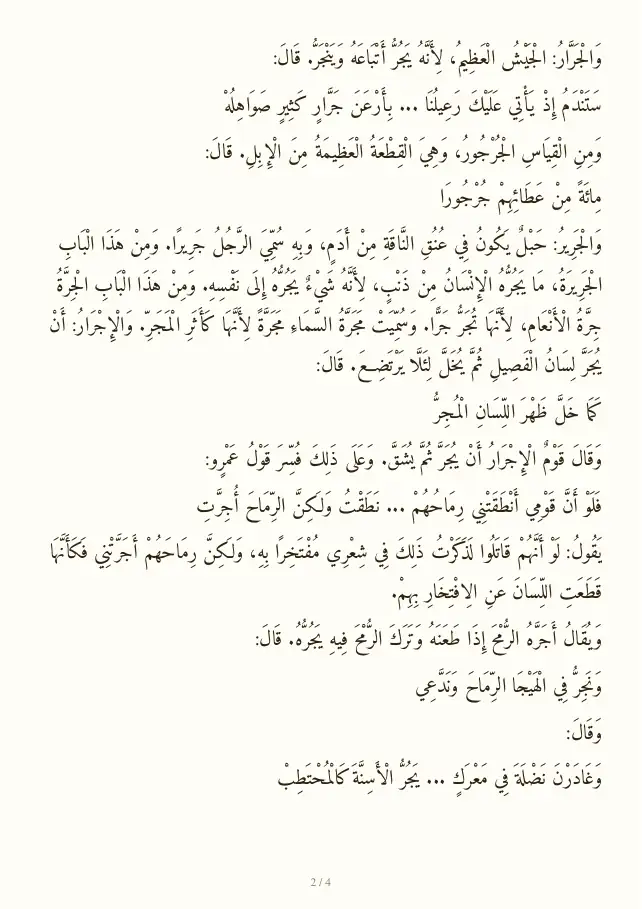 وَالْجَرَّارُ: الْجَيْشُ الْعَظِيمُ، لِأَنَّهُ يَجُرُّ أَتْبَاعَهُ وَيَنْجَرُّ. قَالَ:
سَتَنْدَمُ إِذْ يَأْتِي عَلَيْكَ رَعِيلُنَا ... بِأَرْعَنَ جَرَّارٍ كَثِيرٍ صَوَاهِلُهْ
وَمِنِ الْقِيَاسِ الْجُرْجُورُ، وَهِيَ الْقِطْعَةُ الْعَظِيمَةُ مِنَ الْإِبِلِ. قَالَ:
مِائَةً مِنْ عَطَائِهِمْ جُرْجُورَا
وَالْجَرِيرُ: حَبْلٌ يَكُونُ فِي عُنُقِ النَّاقَةِ مِنْ أَدَمٍ، وَبِهِ سُمِّيَ الرَّجُلُ جَرِيرًا. وَمِنْ هَذَا الْبَابِ
الْجَرِيرَةُ، مَا يَجُرُّهُ الْإِنْسَانُ مِنْ ذَنْبٍ، لِأَنَّهُ شَيْءٌ يَجُرُّهُ إِلَى نَفْسِهِ. وَمِنْ هَذَا الْبَابِ الْجِرَّةُ
جِرَّةُ الْأَنْعَامِ، لِأَنَّهَا تُجَرُّ جَرًّا. وَسُمِّيَتْ مَجَرَّةُ السَّمَاءِ مَجَرَّةً لِأَنَّهَا كَأَثَرِ الْمَجَرِّ. وَالْإِجْرَارُ: أَنْ
يُجَرَّ لِسَانُ الْفَصِيلِ ثُمَّ يُخَلَّ لِئَلَّا يَرْتَضِعَ. قَالَ:
كَمَا خَلَّ ظَهْرَ اللِّسَانِ الْمُجِرُّ
وَقَالَ قَوْمٌ الْإِجْرَارُ أَنْ يُجَرَّ ثُمَّ يُشَقَّ. وَعَلَى ذَلِكَ فُسِّرَ قَوْلُ عَمْرٍو:
فَلَوْ أَنَّ قَوْمِي أَنْطَقَتْنِي رِمَاحُهُمْ ... نَطَقْتُ وَلَكِنَّ الرِّمَاحَ أُجِرَّتِ
يَقُولُ: لَوْ أَنَّهُمْ قَاتَلُوا لَذَكَرْتُ ذَلِكَ فِي شِعْرِي مُفْتَخِرًا بِهِ، وَلَكِنَّ رِمَاحَهُمْ أَجَرَّتْنِي فَكَأَنَّهَا
قَطَعَتِ اللِّسَانَ عَنِ الِافْتِخَارِ بِهِمْ.
وَيُقَالُ أَجَرَّهُ الرُّمْحَ إِذَا طَعَنَهُ وَتَرَكَ الرُّمْحَ فِيهِ يَجُرُّهُ. قَالَ:
وَنَجِرُّ فِي الْهَيْجَا الرِّمَاحَ وَنَدَّعِي
وَقَالَ:
وَغَادَرْنَ نَضْلَةَ فِي مَعْرَكٍ ... يَجُرُّ الْأَسِنَّةَ كَالْمُحْتَطِبْ
2 / 4